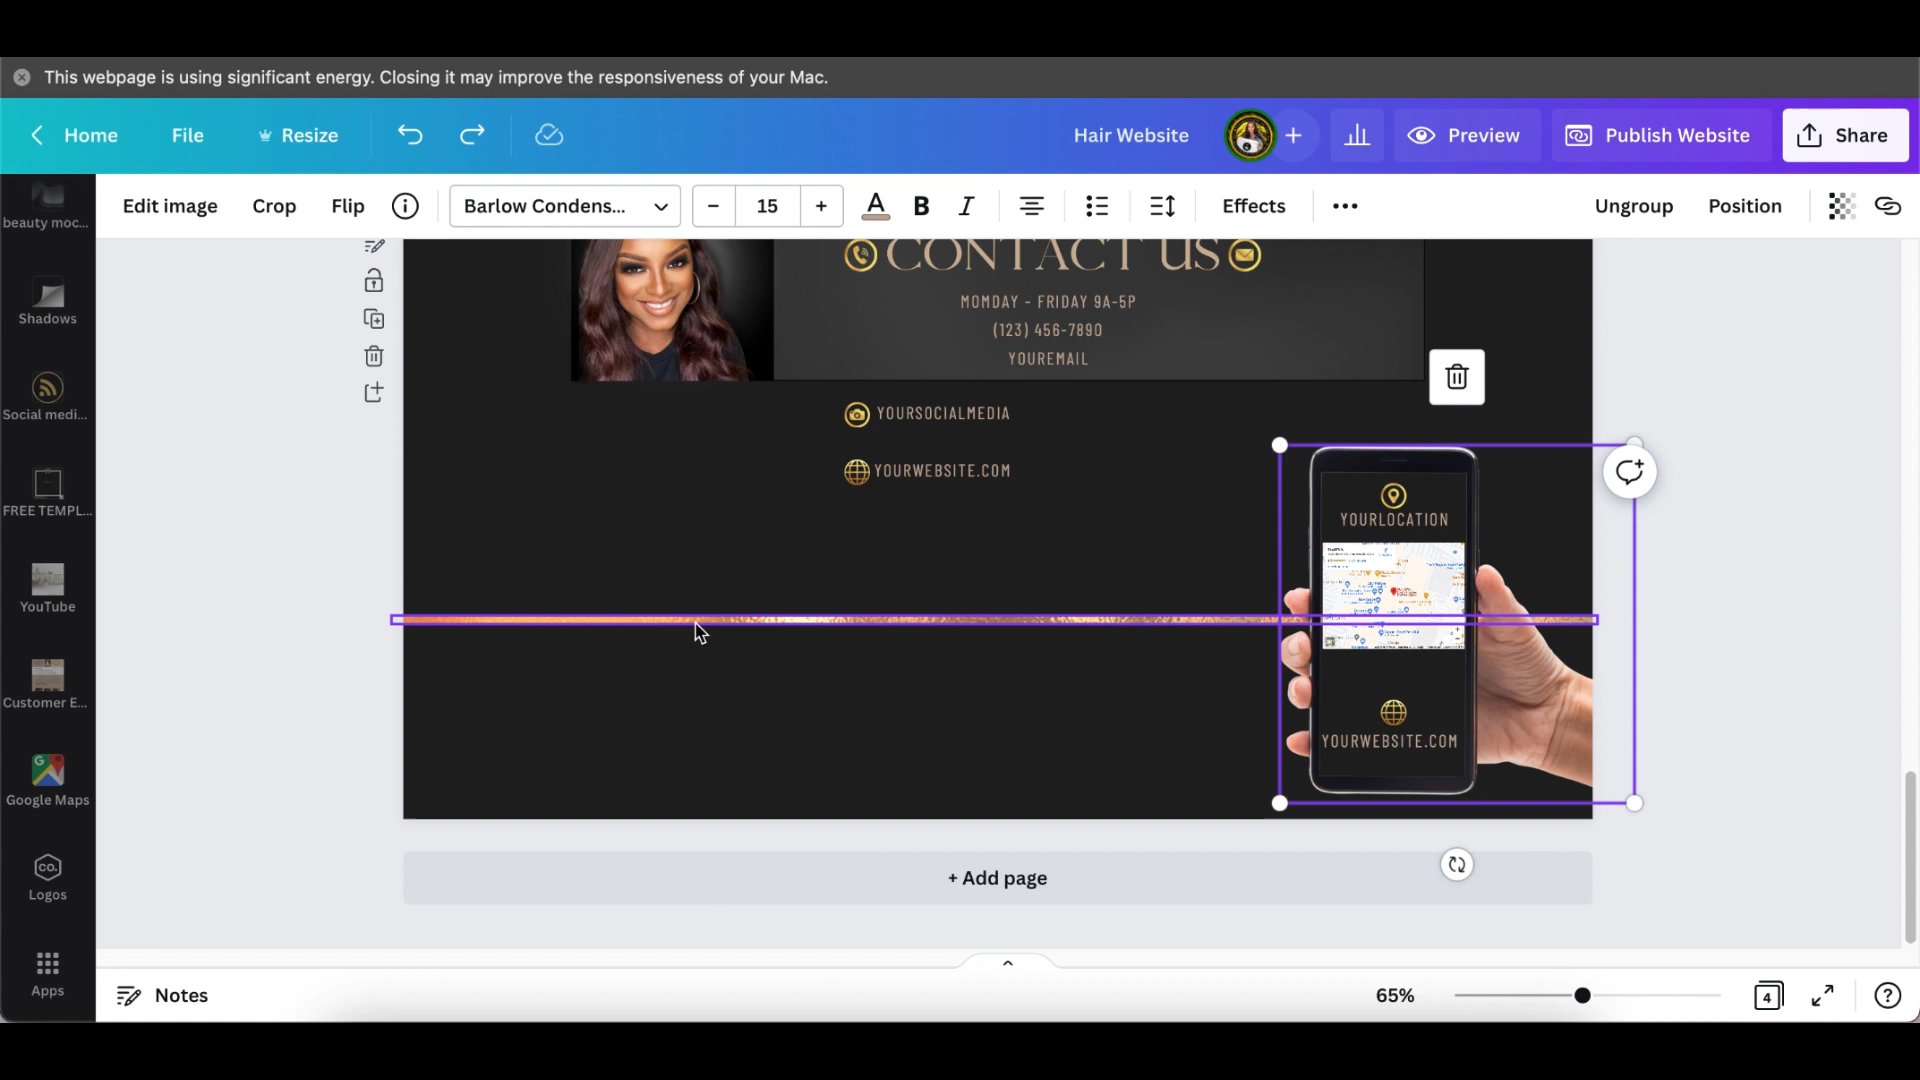 This webpage is using significant energy. Closing it may improve the responsiveness of your Mac.
Home File Resize Hair Website + Preview Publish Website Share
Edit image Crop Flip Barlow Condens... – 15 + A B I Effects ... Ungroup Position
beauty moc...
Shadows
Social medi...
FREE TEMPL...
YouTube
Customer E...
Google Maps
CO.
Logos
Apps
CONTACT US
MOMDAY - FRIDAY 9A-5P
(123) 456-7890
YOUREMAIL
YOURSOCIALMEDIA
YOURWEBSITE.COM
YOURLOCATION
YOURWEBSITE.COM
+ Add page
Notes 65% 4 ?